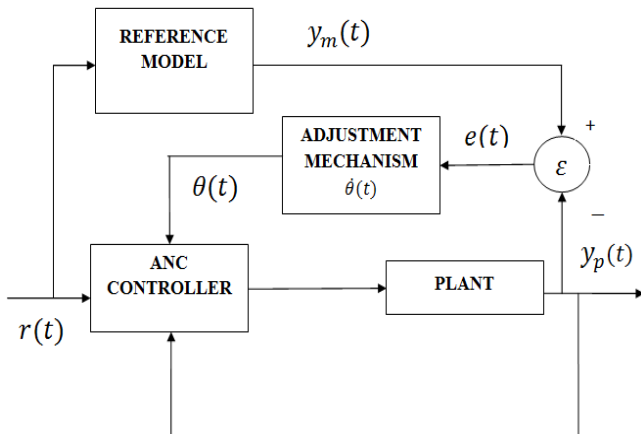 REFERENCE
MODEL
y_m(t)
+
ADJUSTMENT
MECHANISM
θ̇(t)
e(t)
ε
θ(t)
−
ANC
CONTROLLER
PLANT
y_p(t)
r(t)